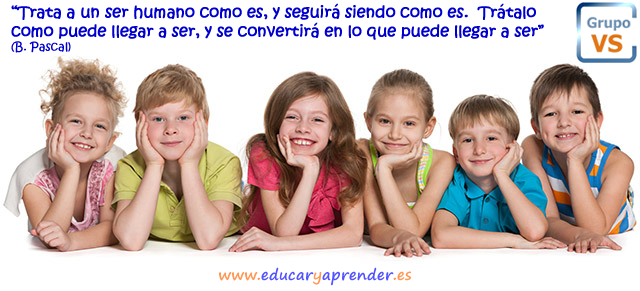 “Trata a un ser humano como es, y seguirá siendo como es.  Trátalo
como puede llegar a ser, y se convertirá en lo que puede llegar a ser”
(B. Pascal)
Grupo
VS
www.educaryaprender.es